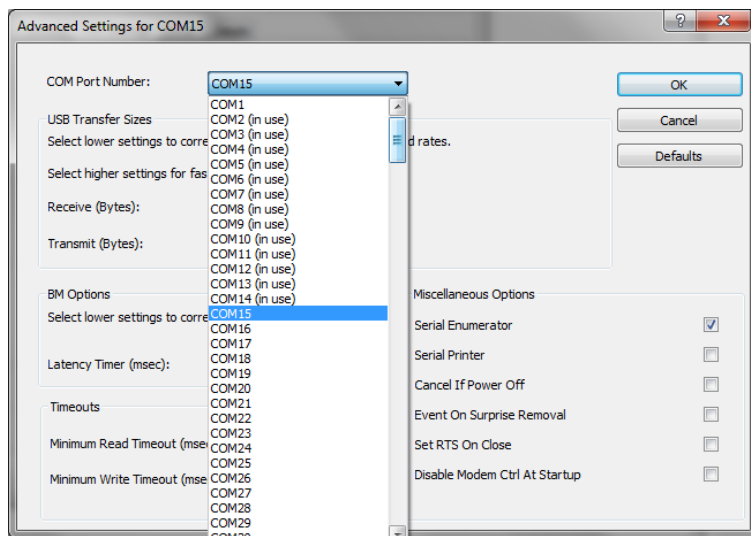 Advanced Settings for COM15
COM Port Number:
COM15
OK
Cancel
Defaults
USB Transfer Sizes
Select lower settings to corre
d rates.
Select higher settings for fas
Receive (Bytes):
Transmit (Bytes):
BM Options
Select lower settings to corre
Latency Timer (msec):
Timeouts
Minimum Read Timeout (msec
Minimum Write Timeout (mse
COM1
COM2 (in use)
COM3 (in use)
COM4 (in use)
COM5 (in use)
COM6 (in use)
COM7 (in use)
COM8 (in use)
COM9 (in use)
COM10 (in use)
COM11 (in use)
COM12 (in use)
COM13 (in use)
COM14 (in use)
COM15
COM16
COM17
COM18
COM19
COM20
COM21
COM22
COM23
COM24
COM25
COM26
COM27
COM28
COM29
Miscellaneous Options
Serial Enumerator
Serial Printer
Cancel If Power Off
Event On Surprise Removal
Set RTS On Close
Disable Modem Ctrl At Startup